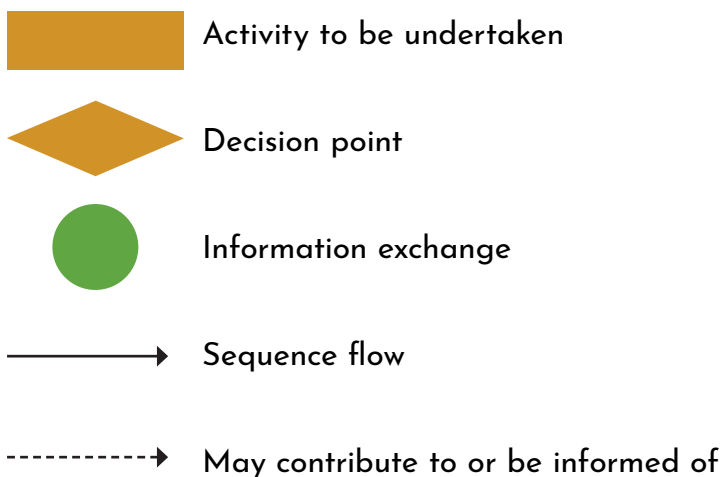 Activity to be undertaken
Decision point
Information exchange
Sequence flow
May contribute to or be informed of